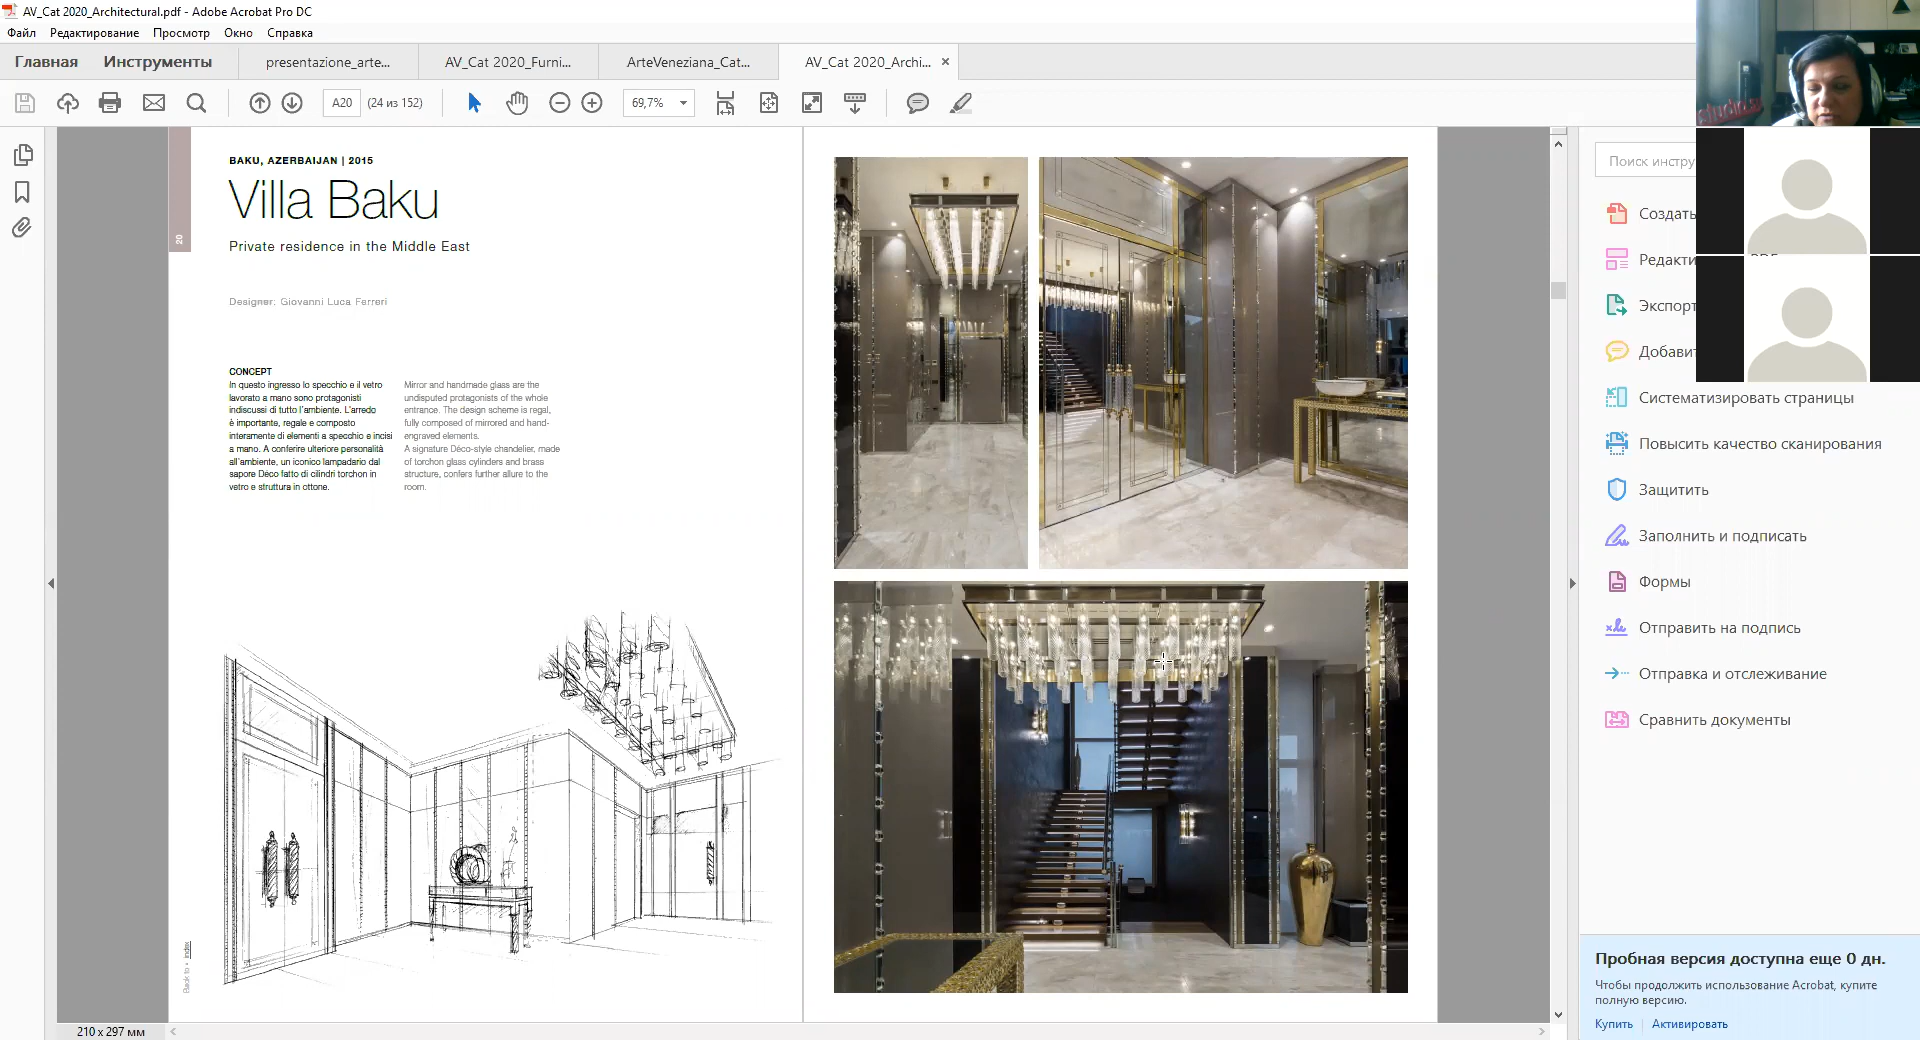 AV_Cat 2020_Architectural.pdf - Adobe Acrobat Pro DC
Файл Редактирование Просмотр Окно Справка
Главная Инструменты presentazione_arte... AV_Cat 2020_Furni... ArteVeneziana_Cat... AV_Cat 2020_Archi... ×
A20 (24 из 152) 69,7%
BAKU, AZERBAIJAN | 2015
Villa Baku
20
Private residence in the Middle East
Designer: Giovanni Luca Ferreri
CONCEPT
In questo ingresso lo specchio e il vetro
lavorato a mano sono protagonisti
indiscussi di tutto l'ambiente. L'arredo
è importante, regale e composto
interamente di elementi a specchio e incisi
a mano. A conferire ulteriore personalità
all'ambiente, un iconico lampadario dal
sapore Déco fatto di cilindri torchon in
vetro e struttura in ottone.
Mirror and handmade glass are the
undisputed protagonists of the whole
entrance. The design scheme is regal,
fully composed of mirrored and hand-
engraved elements.
A signature Déco-style chandelier, made
of torchon glass cylinders and brass
structure, confers further allure to the
room.
Back to • index
210 x 297 мм
Поиск инстру
Создать
Редакти
Экспорт
Добавит
Систематизировать страницы
Повысить качество сканирования
Защитить
Заполнить и подписать
Формы
Отправить на подпись
Отправка и отслеживание
Сравнить документы
Пробная версия доступна еще 0 дн.
Чтобы продолжить использование Acrobat, купите
полную версию.
Купить Активировать